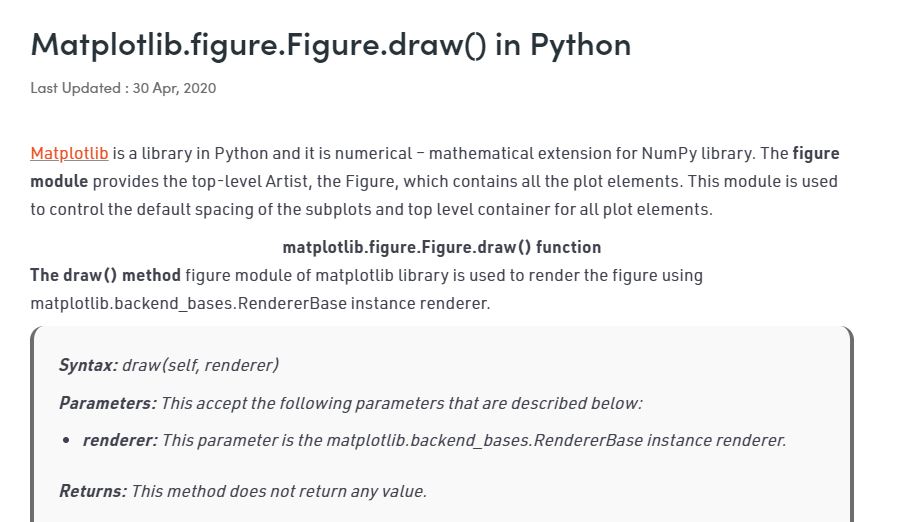 Matplotlib.figure.Figure.draw() in Python
Last Updated : 30 Apr, 2020
Matplotlib is a library in Python and it is numerical – mathematical extension for NumPy library. The figure
module provides the top-level Artist, the Figure, which contains all the plot elements. This module is used
to control the default spacing of the subplots and top level container for all plot elements.
matplotlib.figure.Figure.draw() function
The draw() method figure module of matplotlib library is used to render the figure using
matplotlib.backend_bases.RendererBase instance renderer.
Syntax: draw(self, renderer)
Parameters: This accept the following parameters that are described below:
• renderer: This parameter is the matplotlib.backend_bases.RendererBase instance renderer.
Returns: This method does not return any value.